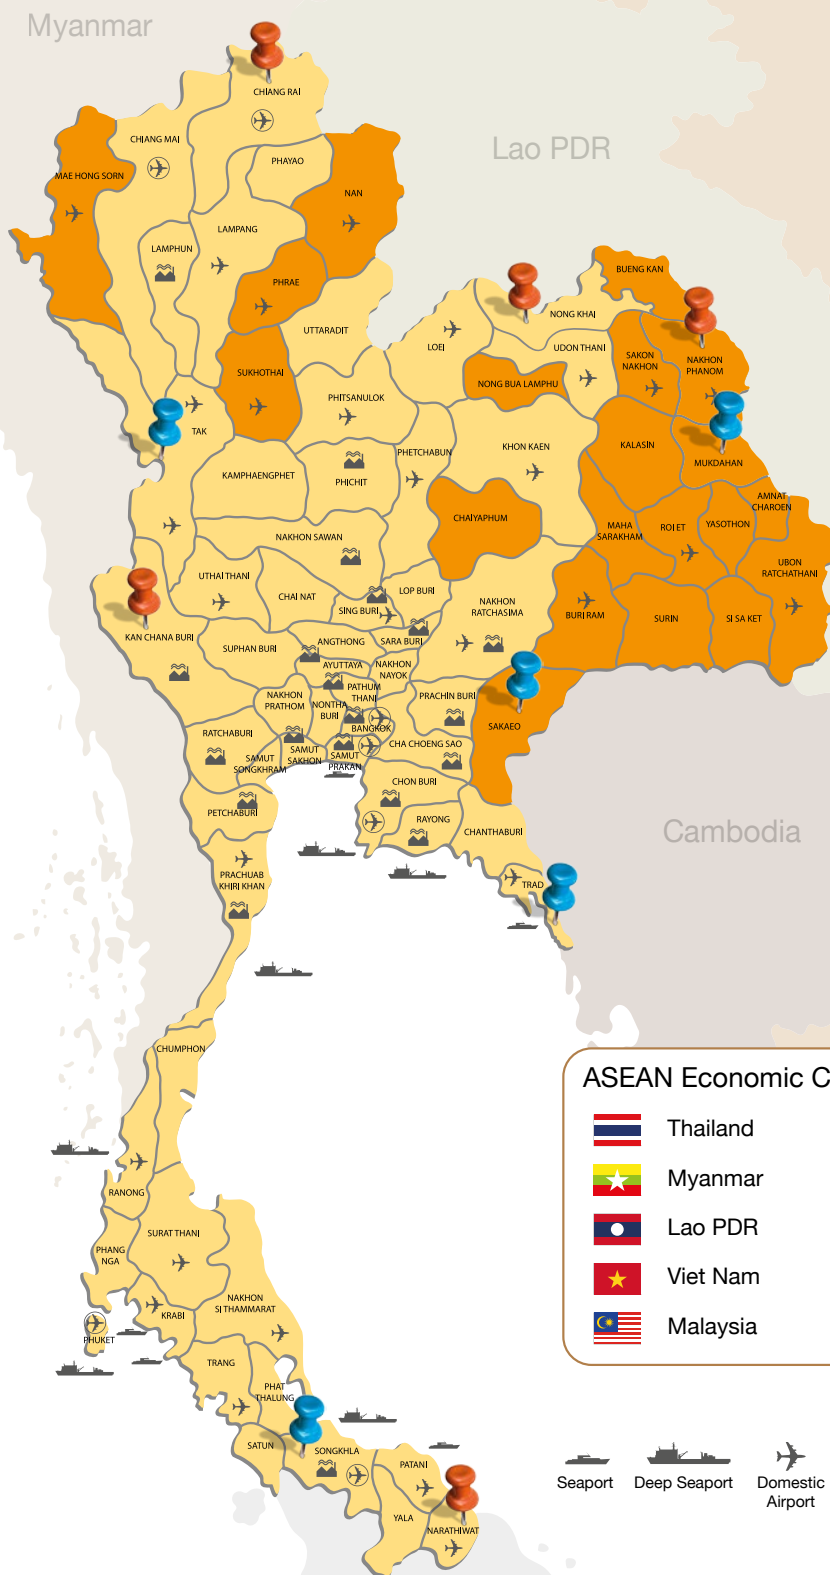 Myanmar
Lao PDR
Cambodia
CHIANG RAI
CHIANG MAI
PHAYAO
MAE HONG SORN
NAN
LAMPANG
LAMPHUN
PHRAE
BUENG KAN
NONG KHAI
UTTARADIT
LOEI
UDON THANI
SAKON
NAKHON
NAKHON
PHANOM
SUKHOTHAI
NONG BUA LAMPHU
PHITSANULOK
TAK
PHETCHABUN
KHON KAEN
KALASIN
MUKDAHAN
KAMPHAENGPHET
PHICHIT
CHAIYAPHUM
AMNAT
CHAROEN
MAHA
SARAKHAM
ROI ET
YASOTHON
NAKHON SAWAN
UBON
RATCHATHANI
UTHAI THANI
CHAI NAT
LOP BURI
SING BURI
NAKHON
RATCHASIMA
BURI RAM
SURIN
SI SA KET
KAN CHANA BURI
SUPHAN BURI
ANGTHONG
SARA BURI
AYUTTAYA
NAKHON
NAYOK
PATHUM
THANI
NAKHON
PRATHOM
NONTHA
BURI
PRACHIN BURI
BANGKOK
SAKAEO
RATCHABURI
SAMUT
SONGKHRAM
SAMUT
SAKHON
SAMUT
PRAKAN
CHA CHOENG SAO
CHON BURI
PETCHABURI
RAYONG
CHANTHABURI
PRACHUAB
KHIRI KHAN
TRAD
CHUMPHON
RANONG
SURAT THANI
PHANG
NGA
NAKHON
SI THAMMARAT
KRABI
PHUKET
TRANG
PHAT
THALUNG
SATUN
SONGKHLA
PATANI
YALA
NARATHIWAT
ASEAN Economic C
Thailand
Myanmar
Lao PDR
Viet Nam
Malaysia
Seaport
Deep Seaport
Domestic
Airport